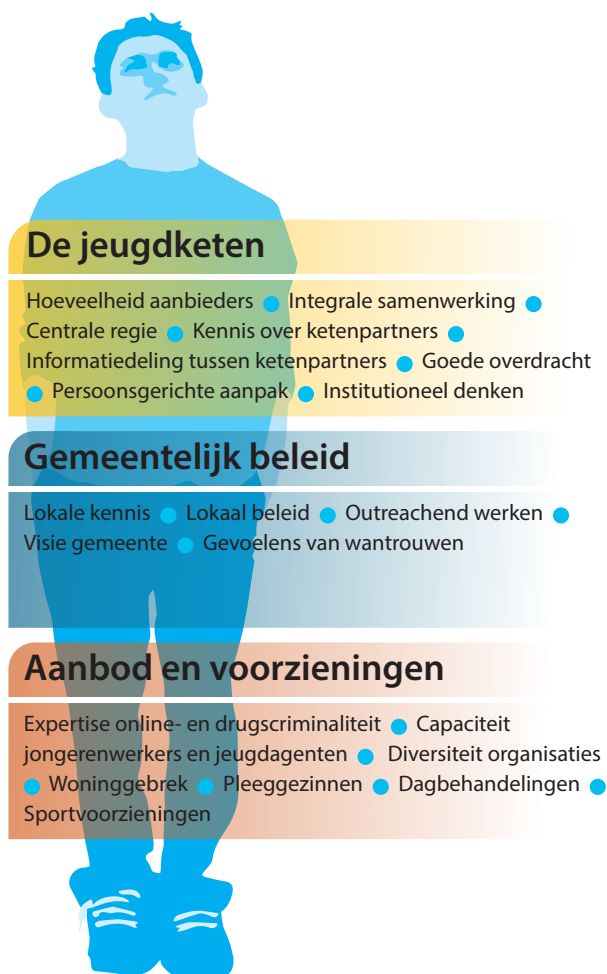 De jeugdketen
Hoeveelheid aanbieders ● Integrale samenwerking ●
Centrale regie ● Kennis over ketenpartners ●
Informatiedeling tussen ketenpartners ● Goede overdracht
● Persoonsgerichte aanpak ● Institutioneel denken
Gemeentelijk beleid
Lokale kennis ● Lokaal beleid ● Outreachend werken ●
Visie gemeente ● Gevoelens van wantrouwen
Aanbod en voorzieningen
Expertise online- en drugscriminaliteit ● Capaciteit
jongerenwerkers en jeugdagenten ● Diversiteit organisaties
● Woninggebrek ● Pleeggezinnen ● Dagbehandelingen ●
Sportvoorzieningen